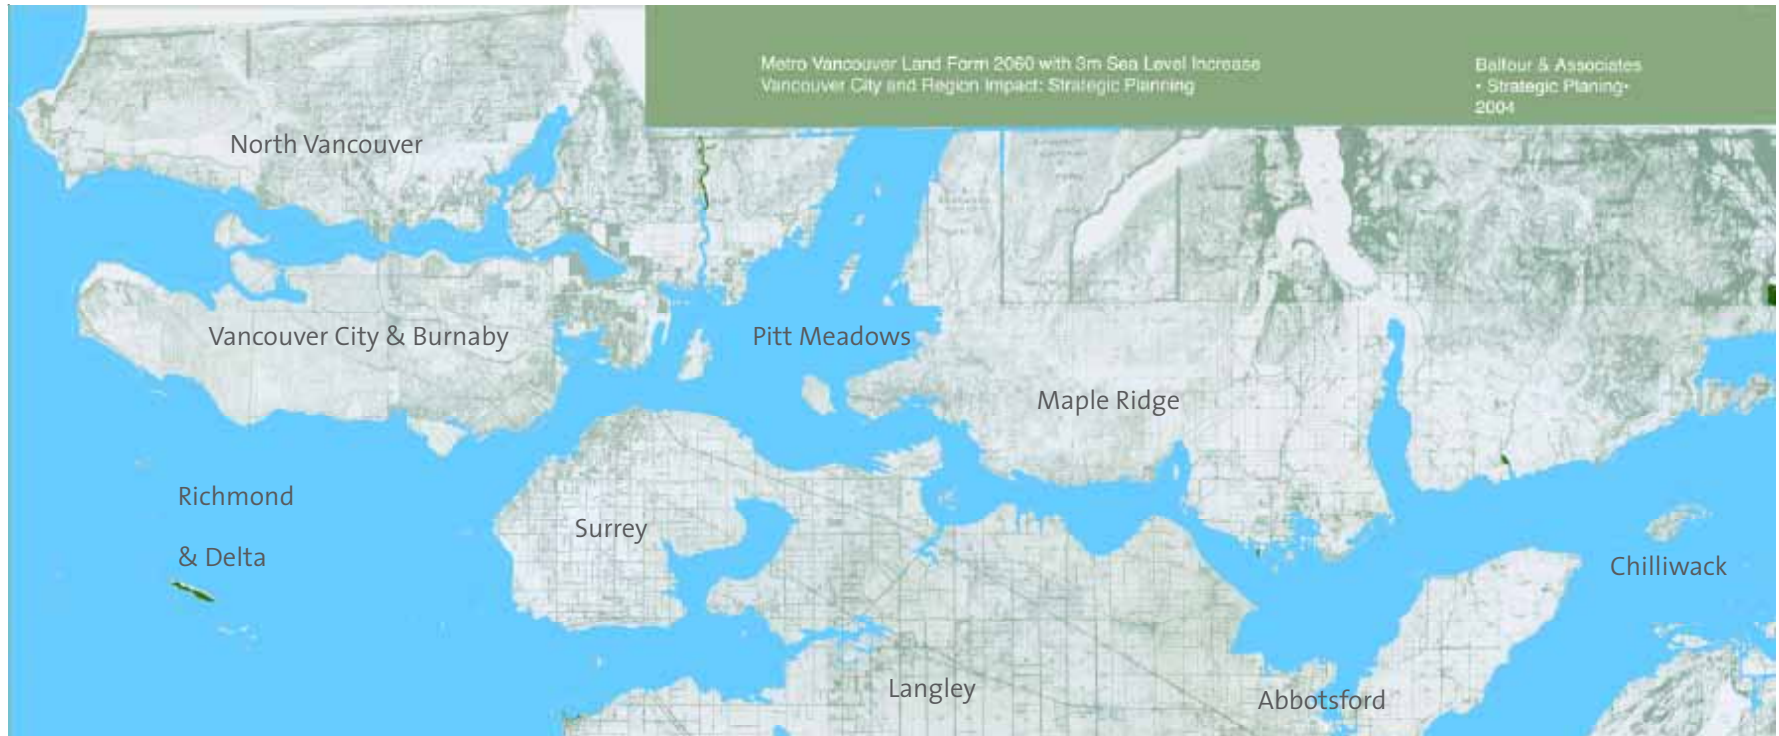 Metro Vancouver Land Form 2060 with 3m Sea Level Increase
Vancouver City and Region Impact: Strategic Planning
Balfour & Associates
• Strategic Planing•
2004
North Vancouver
Vancouver City & Burnaby
Pitt Meadows
Maple Ridge
Richmond
& Delta
Surrey
Chilliwack
Langley
Abbotsford